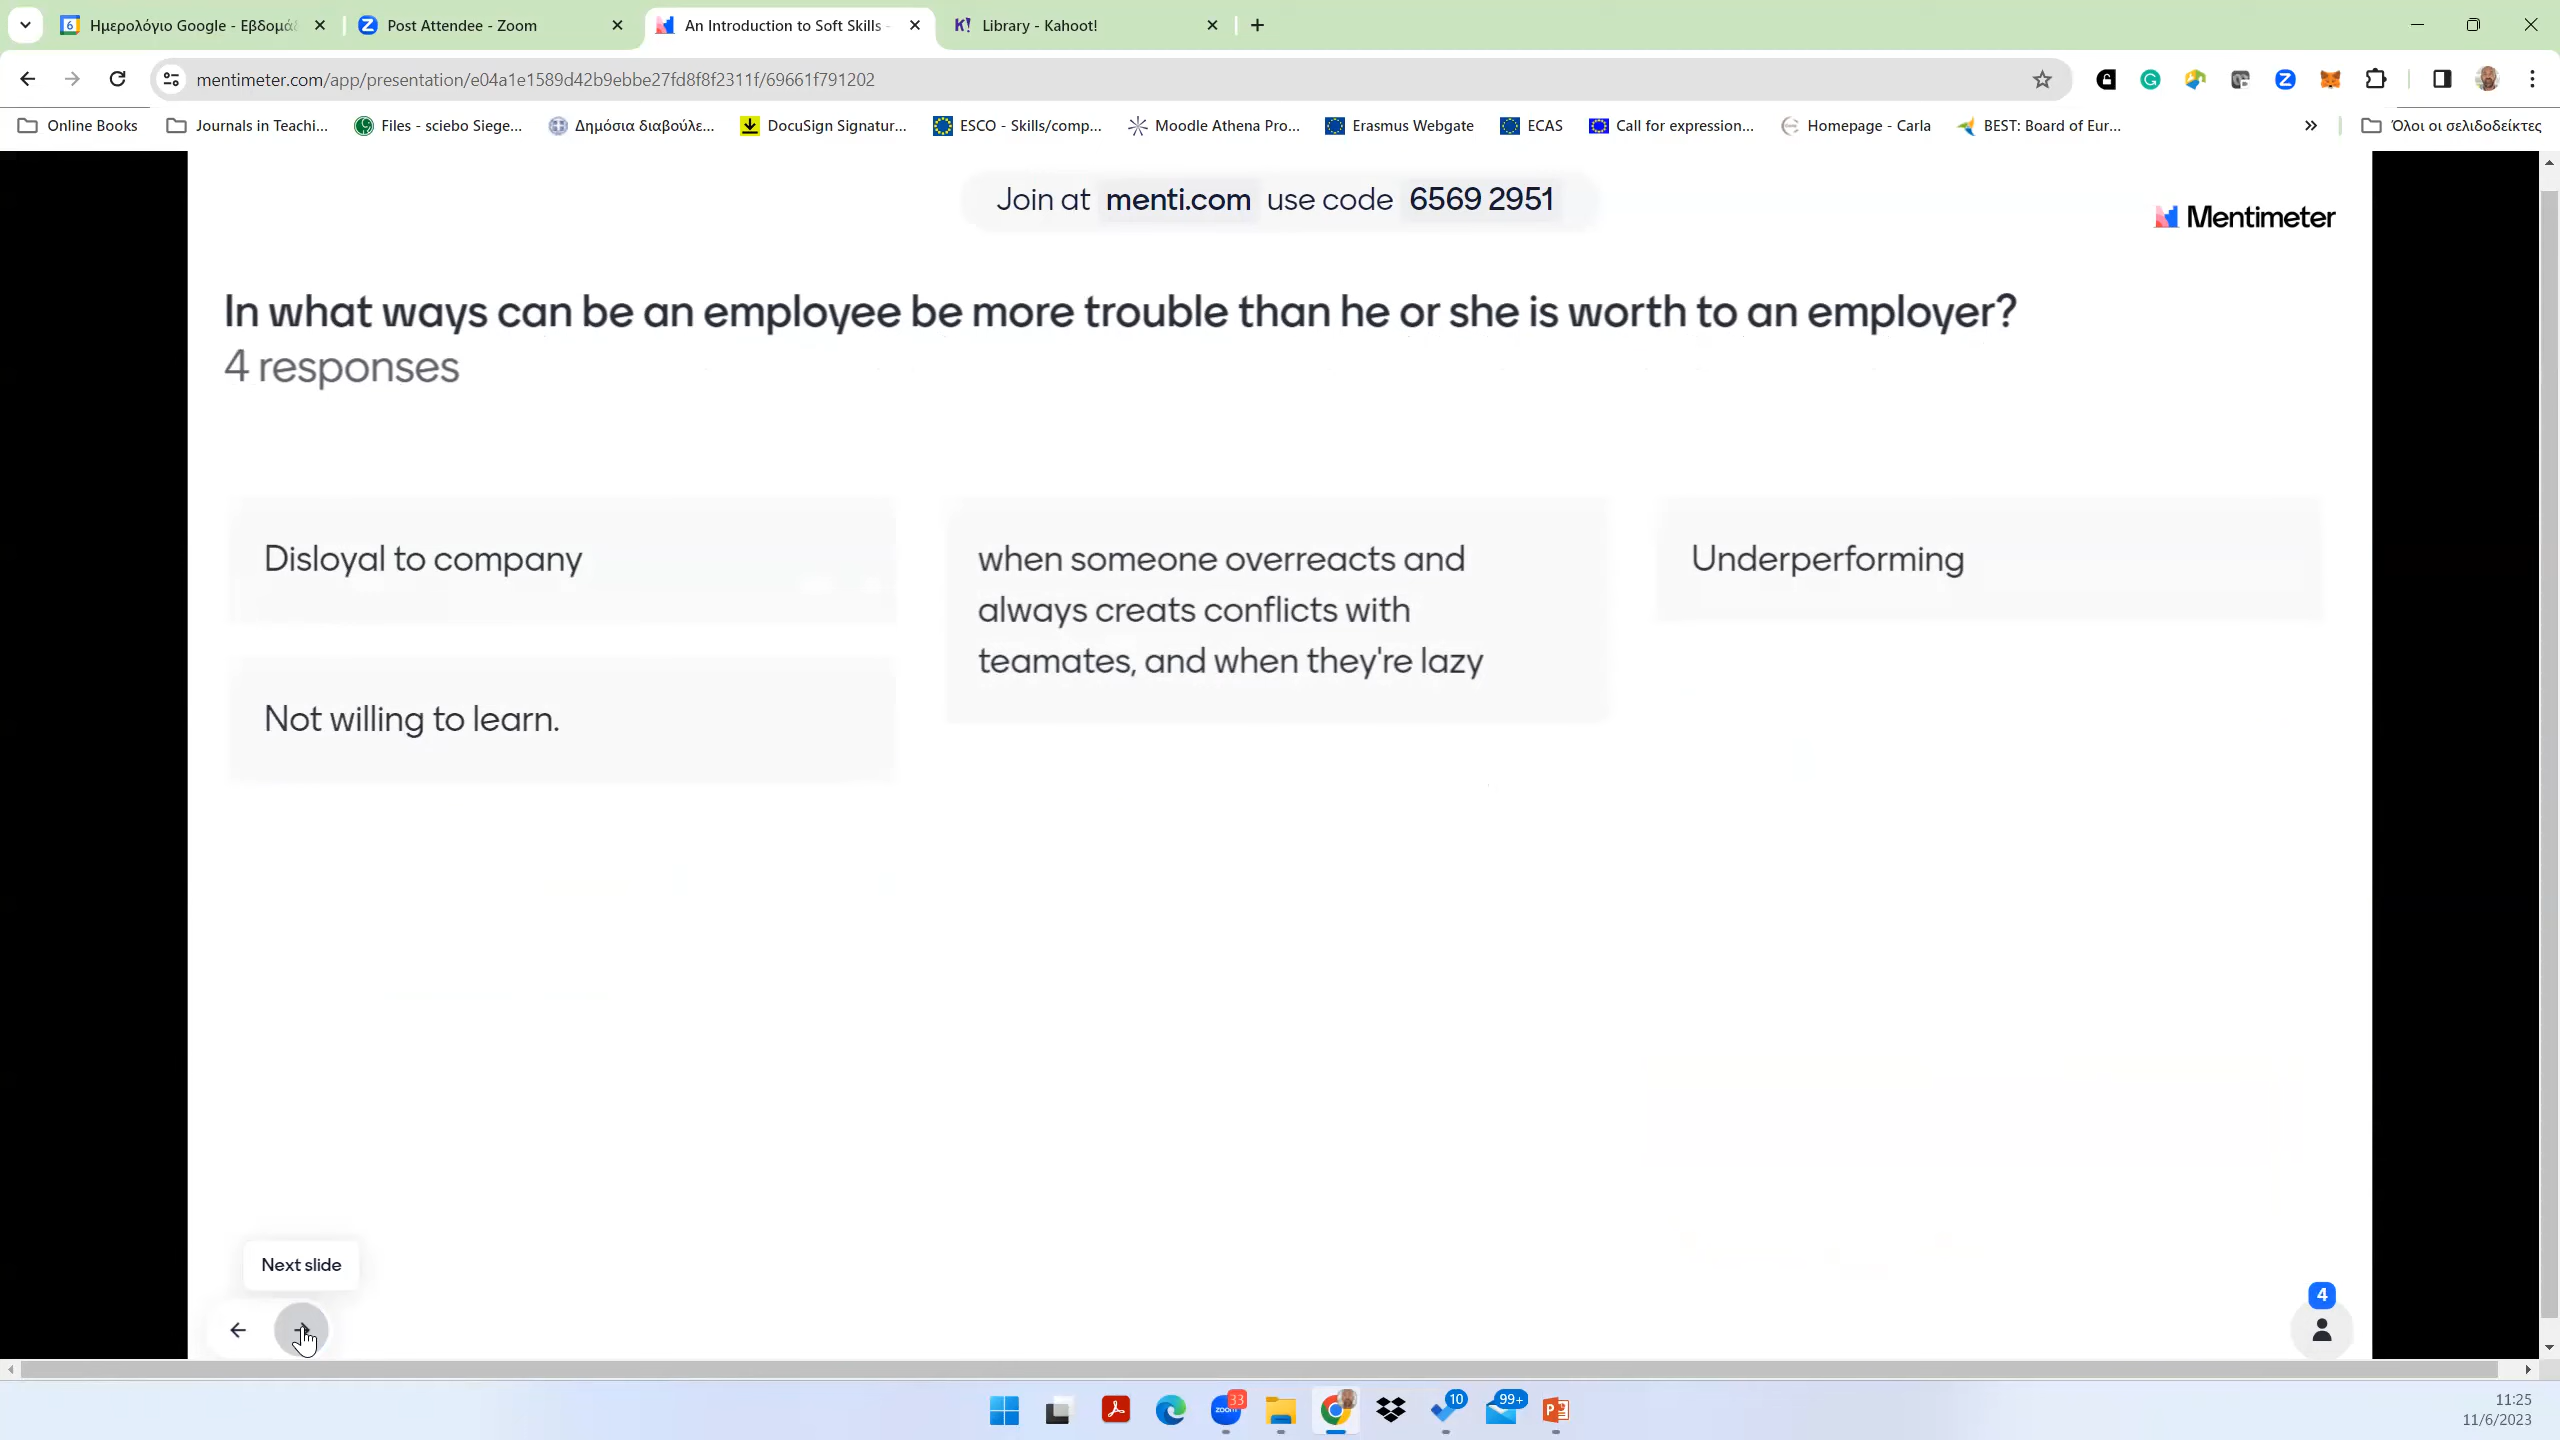 Ημερολόγιο Google - Εβδομάδ
Post Attendee - Zoom
An Introduction to Soft Skills -
K! Library - Kahoot!
mentimeter.com/app/presentation/e04a1e1589d42b9ebbe27fd8f8f2311f/69661f791202
Online Books
Journals in Teachi...
Files - sciebo Siege...
Δημόσια διαβούλε...
DocuSign Signatur...
ESCO - Skills/comp...
Moodle Athena Pro...
Erasmus Webgate
ECAS
Call for expression...
Homepage - Carla
BEST: Board of Eur...
Όλοι οι σελιδοδείκτες
Join at menti.com use code 6569 2951
Mentimeter
In what ways can be an employee be more trouble than he or she is worth to an employer?
4 responses
Disloyal to company
Not willing to learn.
when someone overreacts and
always creats conflicts with
teamates, and when they're lazy
Underperforming
Next slide
4
zoom
33
10
99+
11:25
11/6/2023